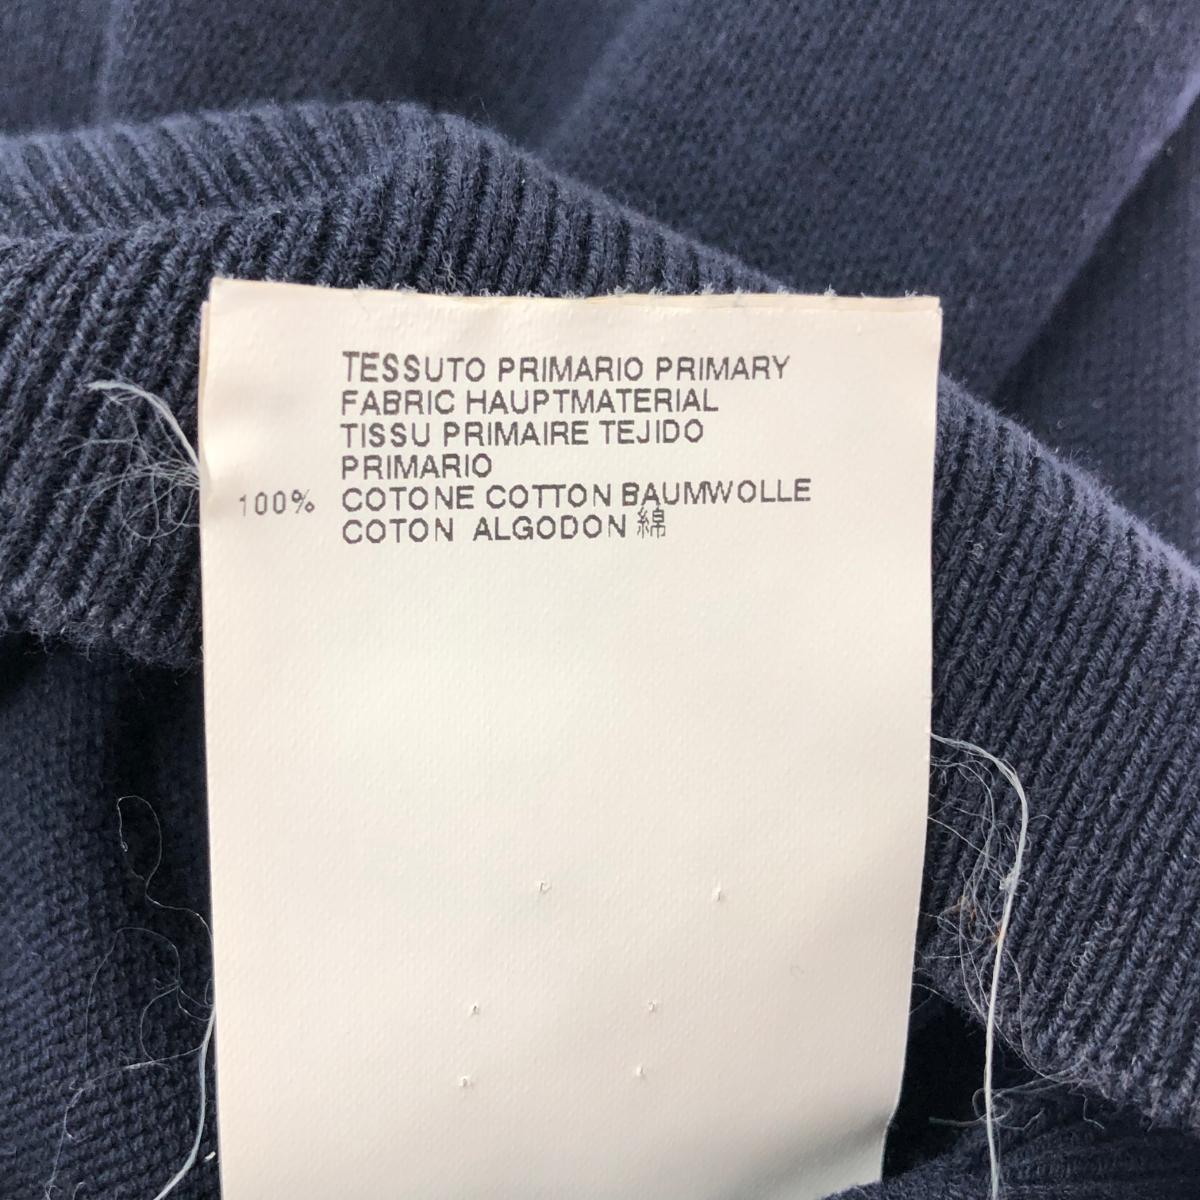 TESSUTO PRIMARIO PRIMARY
FABRIC HAUPTMATERIAL
TISSU PRIMAIRE TEJIDO
PRIMARIO
100% COTONE COTTON BAUMWOLLE
COTON ALGODON 綿